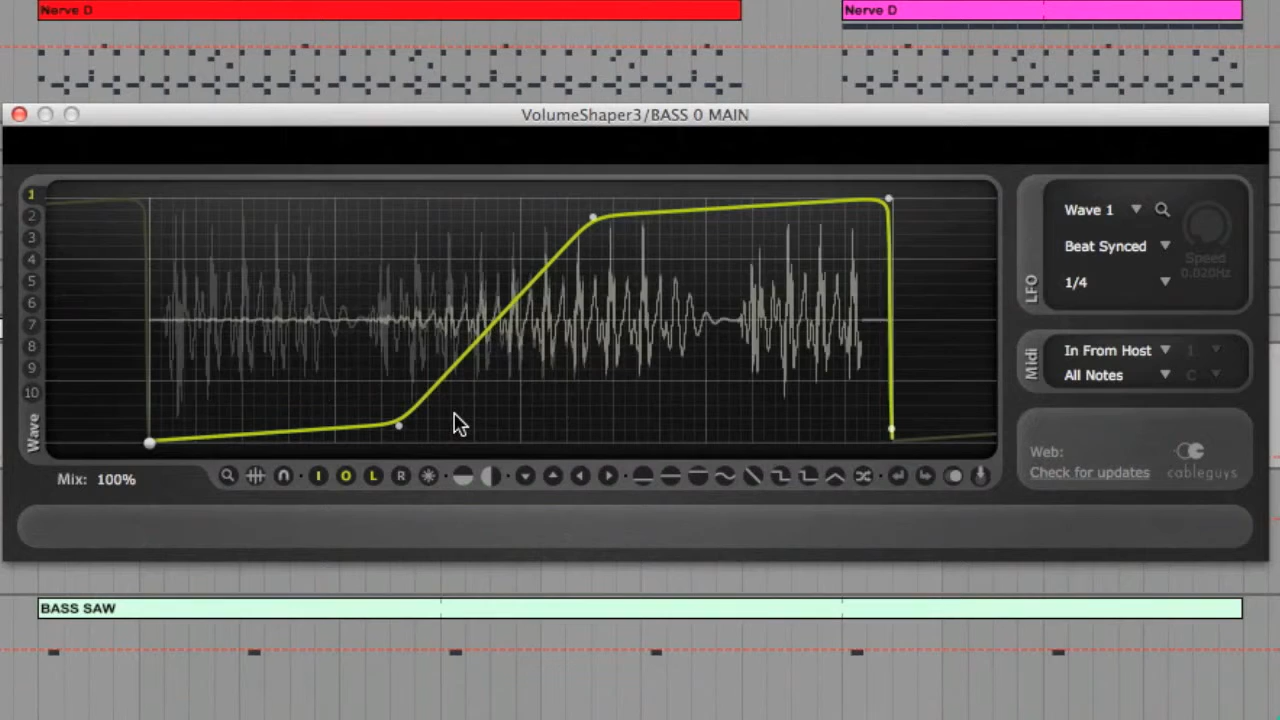 Nerve D
Nerve D
VolumeShaper3/BASS 0 MAIN
1
2
3
4
5
6
7
8
9
10
Wave
Wave 1
Beat Synced
1/4
Speed
0.020Hz
LFO
In From Host
1
All Notes
C
Midi
Web:
Check for updates
cableguys
Mix: 100%
I O L R
BASS SAW